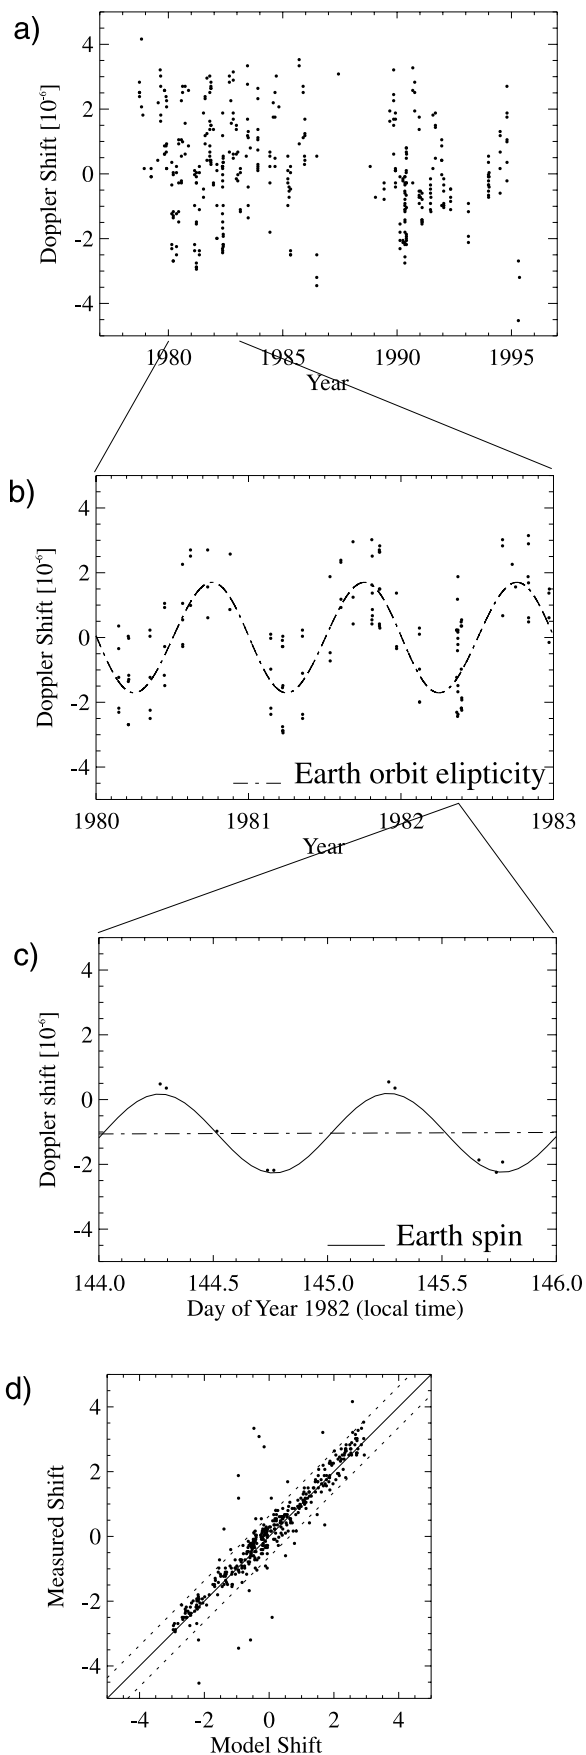 a)
4
2
0
-2
-4
Doppler Shift [10⁻⁶]
1980 1985 1990 1995
Year
b)
4
2
0
-2
-4
Doppler Shift [10⁻⁶]
Earth orbit elipticity
1980 1981 1982 1983
Year
c)
4
2
0
-2
-4
Doppler shift [10⁻⁶]
Earth spin
144.0 144.5 145.0 145.5 146.0
Day of Year 1982 (local time)
d)
4
2
0
-2
-4
Measured Shift
-4 -2 0 2 4
Model Shift